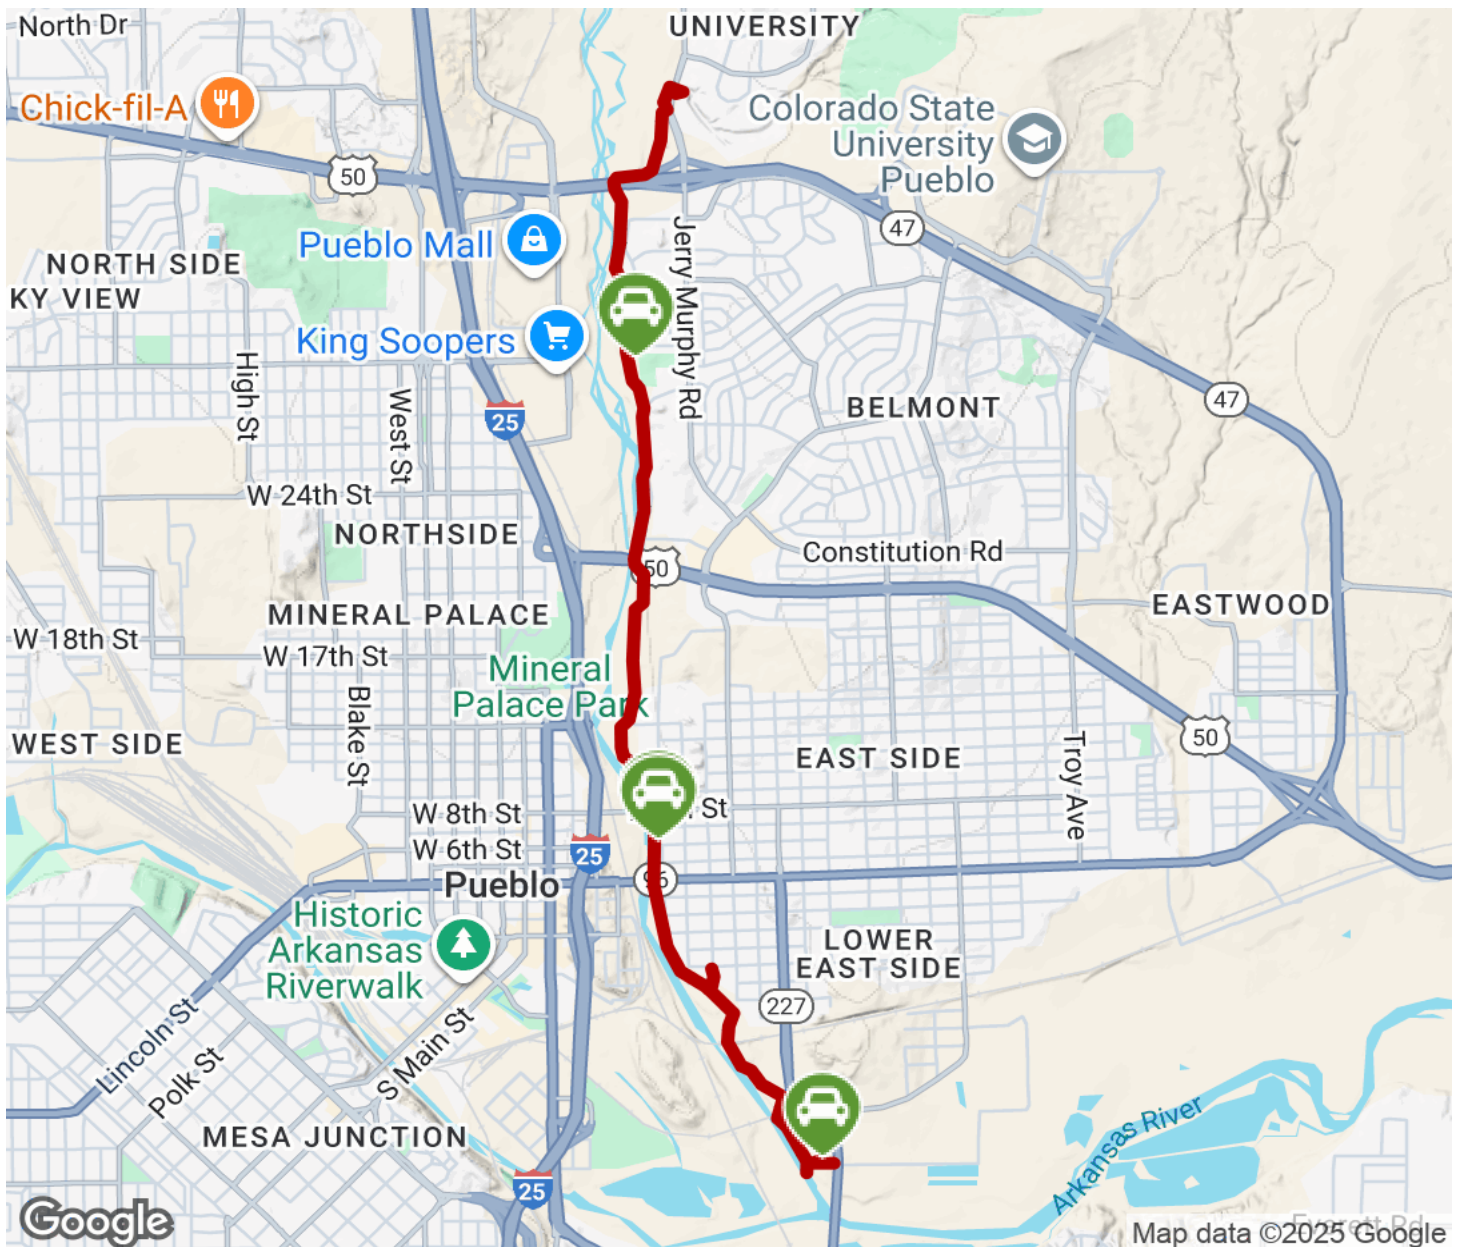 North Dr
UNIVERSITY
Chick-fil-A
Colorado State
University
Pueblo
50
47
Pueblo Mall
Jerry Murphy Rd
NORTH SIDE
KY VIEW
King Soopers
High St
West St
25
BELMONT
47
W 24th St
NORTHSIDE
50
Constitution Rd
MINERAL PALACE
EASTWOOD
W 18th St
W 17th St
Mineral
Palace Park
Blake St
WEST SIDE
EAST SIDE
Troy Ave
50
W 8th St
St
W 6th St
25
Pueblo
96
Historic
Arkansas
Riverwalk
LOWER
EAST SIDE
227
Lincoln St
S Main St
Polk St
MESA JUNCTION
Arkansas River
25
Google
Everett Rd
Map data ©2025 Google